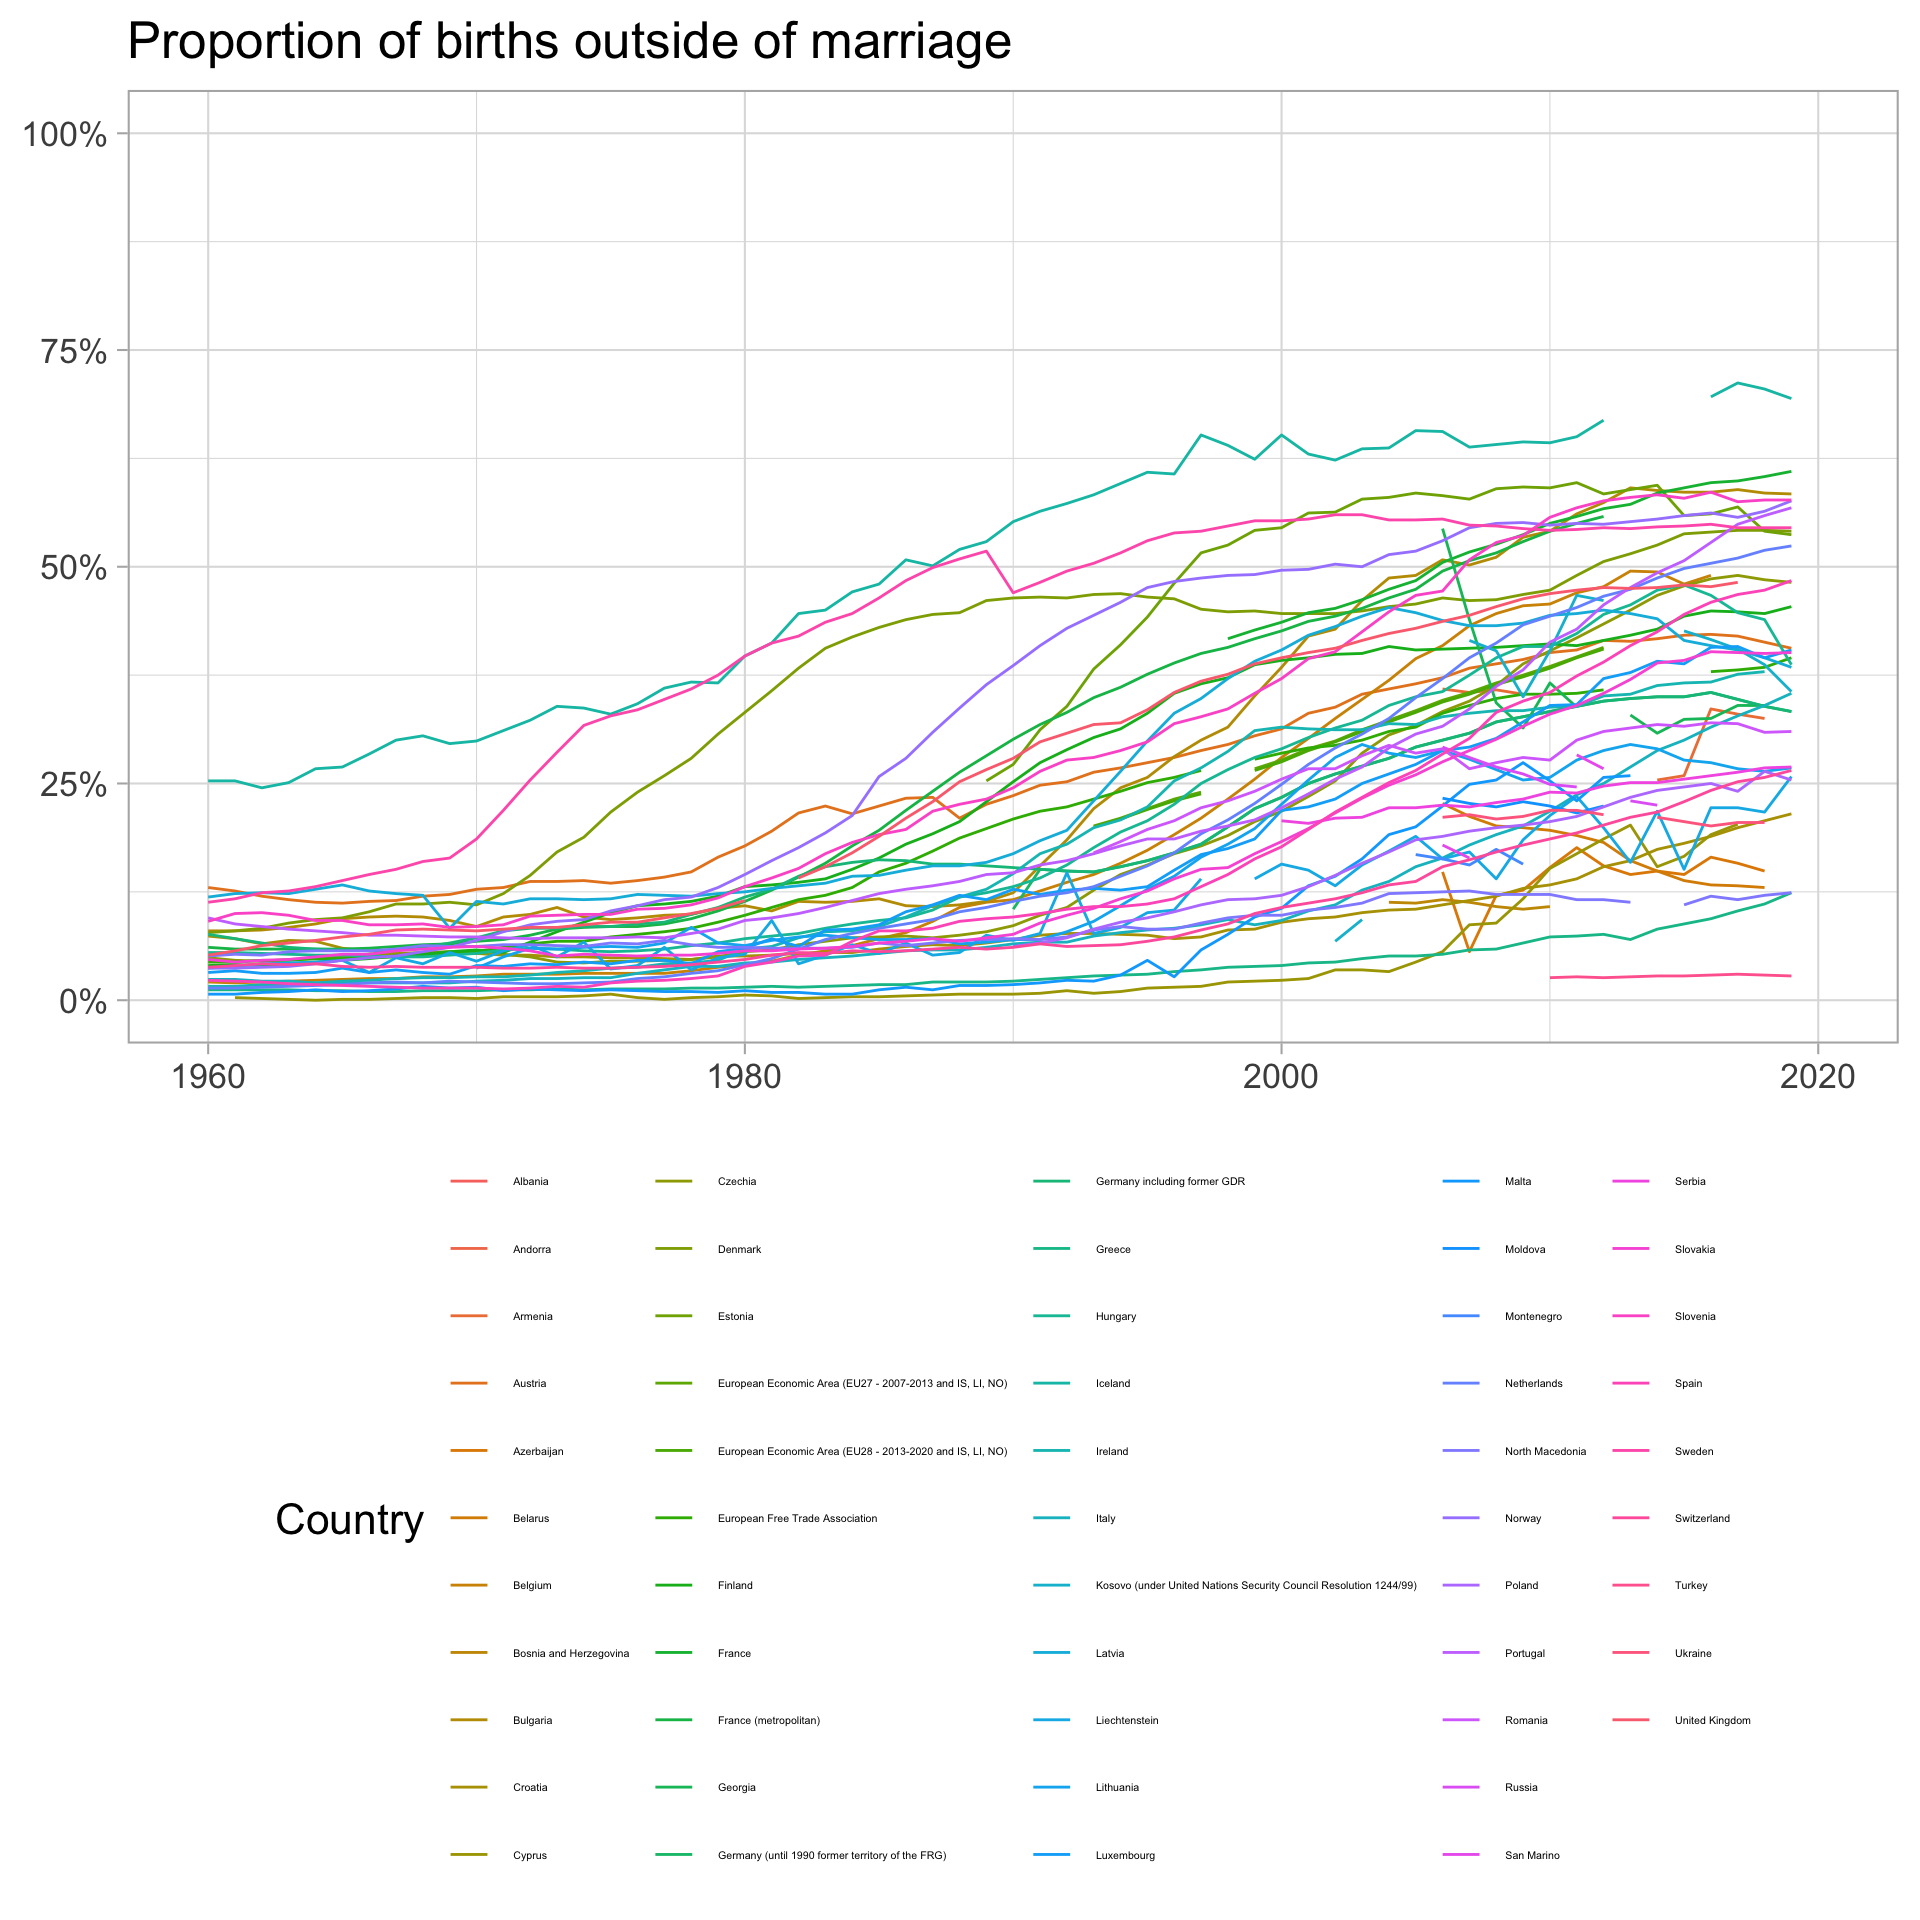 Proportion of births outside of marriage
100%
75%
50%
25%
0%
1960 1980 2000 2020
Country
Albania
Andorra
Armenia
Austria
Azerbaijan
Belarus
Belgium
Bosnia and Herzegovina
Bulgaria
Croatia
Cyprus
Czechia
Denmark
Estonia
European Economic Area (EU27 - 2007-2013 and IS, LI, NO)
European Economic Area (EU28 - 2013-2020 and IS, LI, NO)
European Free Trade Association
Finland
France
France (metropolitan)
Georgia
Germany (until 1990 former territory of the FRG)
Germany including former GDR
Greece
Hungary
Iceland
Ireland
Italy
Kosovo (under United Nations Security Council Resolution 1244/99)
Latvia
Liechtenstein
Lithuania
Luxembourg
Malta
Moldova
Montenegro
Netherlands
North Macedonia
Norway
Poland
Portugal
Romania
Russia
San Marino
Serbia
Slovakia
Slovenia
Spain
Sweden
Switzerland
Turkey
Ukraine
United Kingdom